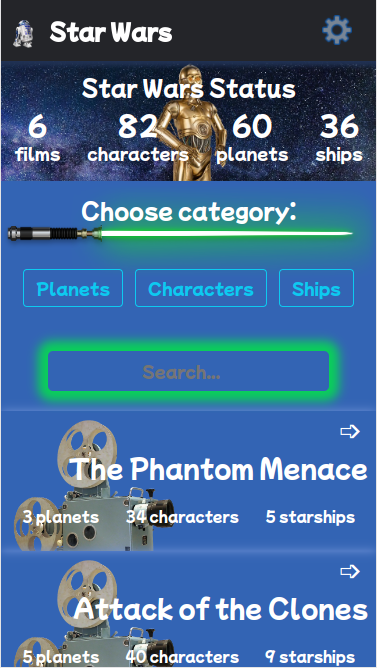 Star Wars
Star Wars Status
6 82 60 36
films characters planets ships
Choose category:
Planets Characters Ships
Search...
The Phantom Menace
3 planets 34 characters 5 starships
Attack of the Clones
5 planets 40 characters 9 starships